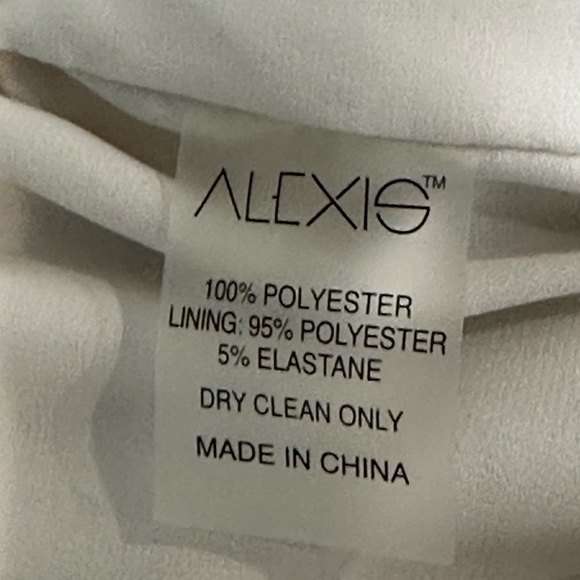 ALEXIS™
100% POLYESTER
LINING: 95% POLYESTER
5% ELASTANE
DRY CLEAN ONLY
MADE IN CHINA